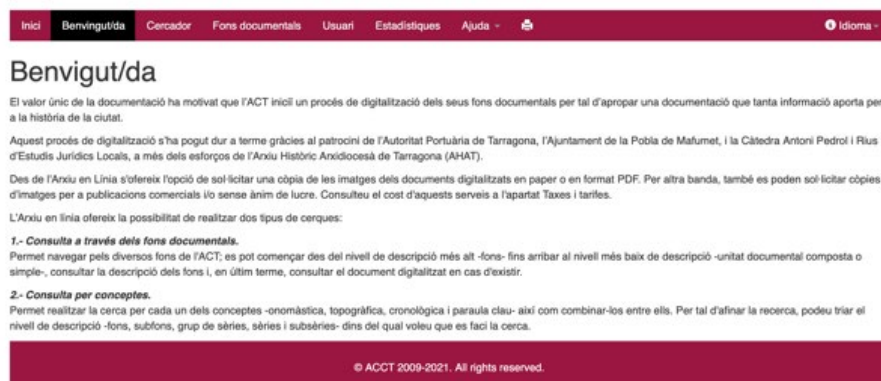 Inici Benvingut/da Cercador Fons documentals Usuari Estadístiques Ajuda Idioma
Benvigut/da
El valor únic de la documentació ha motivat que l'ACT iniciï un procés de digitalització dels seus fons documentals per tal d'apropar una documentació que tanta informació aporta per
a la història de la ciutat.
Aquest procés de digitalització s'ha pogut dur a terme gràcies al patrocini de l'Autoritat Portuària de Tarragona, l'Ajuntament de la Pobla de Mafumet, i la Càtedra Antoni Pedrol i Rius
d'Estudis Jurídics Locals, a més dels esforços de l'Arxiu Històric Arxidiocesà de Tarragona (AHAT).
Des de l'Arxiu en Línia s'ofereix l'opció de sol·licitar una còpia de les imatges dels documents digitalitzats en paper o en format PDF. Per altra banda, també es poden sol·licitar còpies
d'imatges per a publicacions comercials i/o sense ànim de lucre. Consulteu el cost d'aquests serveis a l'apartat Taxes i tarifes.
L'Arxiu en línia ofereix la possibilitat de realitzar dos tipus de cerques:
1.- Consulta a través dels fons documentals.
Permet navegar pels diversos fons de l'ACT; es pot començar des del nivell de descripció més alt -fons- fins arribar al nivell més baix de descripció -unitat documental composta o
simple-, consultar la descripció dels fons i, en últim terme, consultar el document digitalitzat en cas d'existir.
2.- Consulta per conceptes.
Permet realitzar la cerca per cada un dels conceptes -onomàstica, topogràfica, cronològica i paraula clau- així com combinar-los entre ells. Per tal d'afinar la recerca, podeu triar el
nivell de descripció -fons, subfons, grup de sèries, sèries i subsèries- dins del qual voleu que es faci la cerca.
© ACCT 2009-2021. All rights reserved.